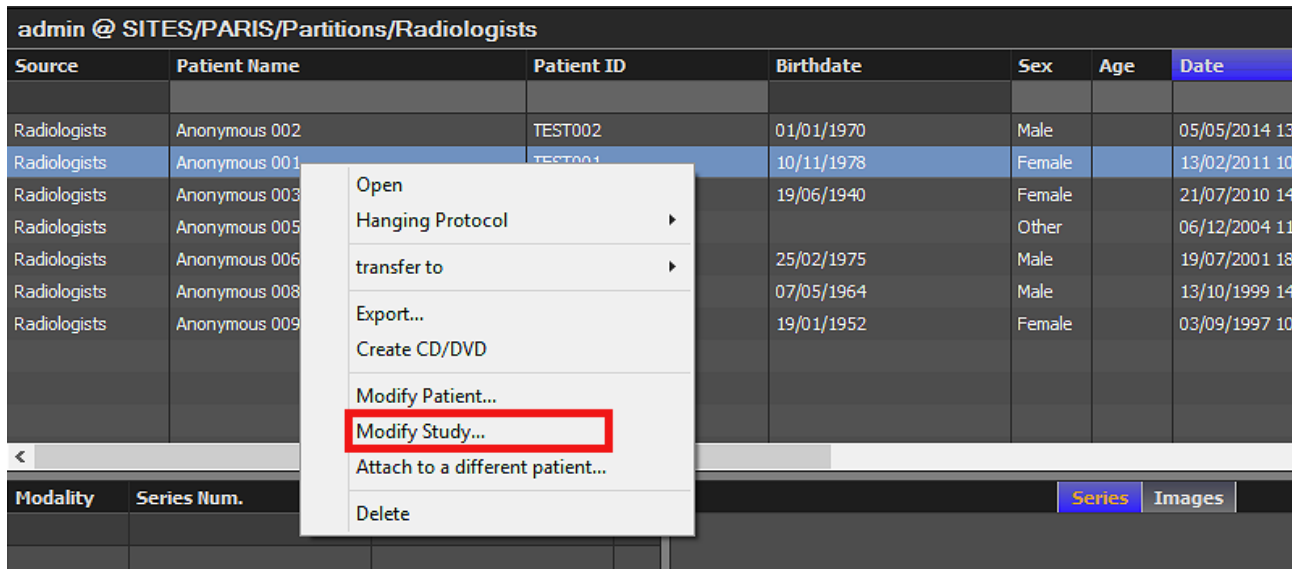 admin @ SITES/PARIS/Partitions/Radiologists
Source Patient Name Patient ID Birthdate Sex Age Date
Radiologists Anonymous 002 TEST002 01/01/1970 Male 05/05/2014 13
Radiologists Anonymous 001 TEST001 10/11/1978 Female 13/02/2011 10
Radiologists Anonymous 003 19/06/1940 Female 21/07/2010 14
Radiologists Anonymous 005 Other 06/12/2004 11
Radiologists Anonymous 006 25/02/1975 Male 19/07/2001 18
Radiologists Anonymous 008 07/05/1964 Male 13/10/1999 14
Radiologists Anonymous 009 19/01/1952 Female 03/09/1997 10
Open
Hanging Protocol
transfer to
Export...
Create CD/DVD
Modify Patient...
Modify Study...
Attach to a different patient...
Delete
Modality Series Num. Series Images